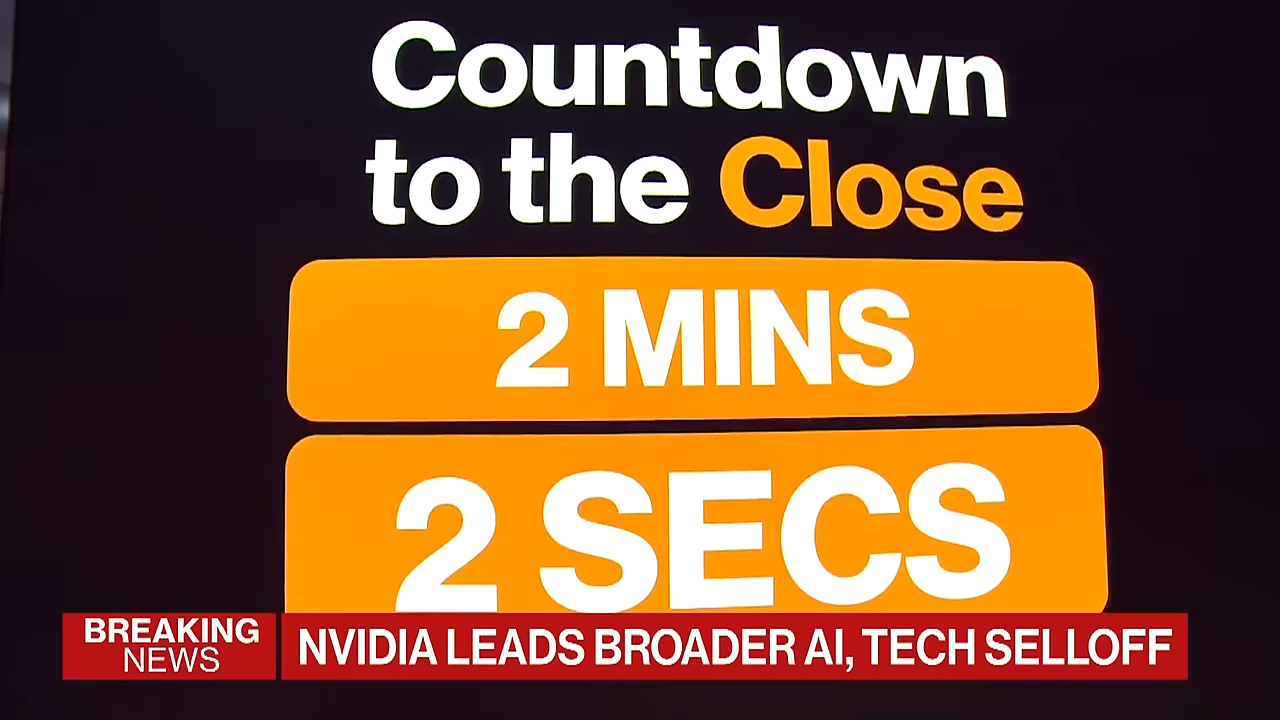 Countdown
to the Close
2 MINS
2 SECS
BREAKING
NEWS
NVIDIA LEADS BROADER AI, TECH SELLOFF